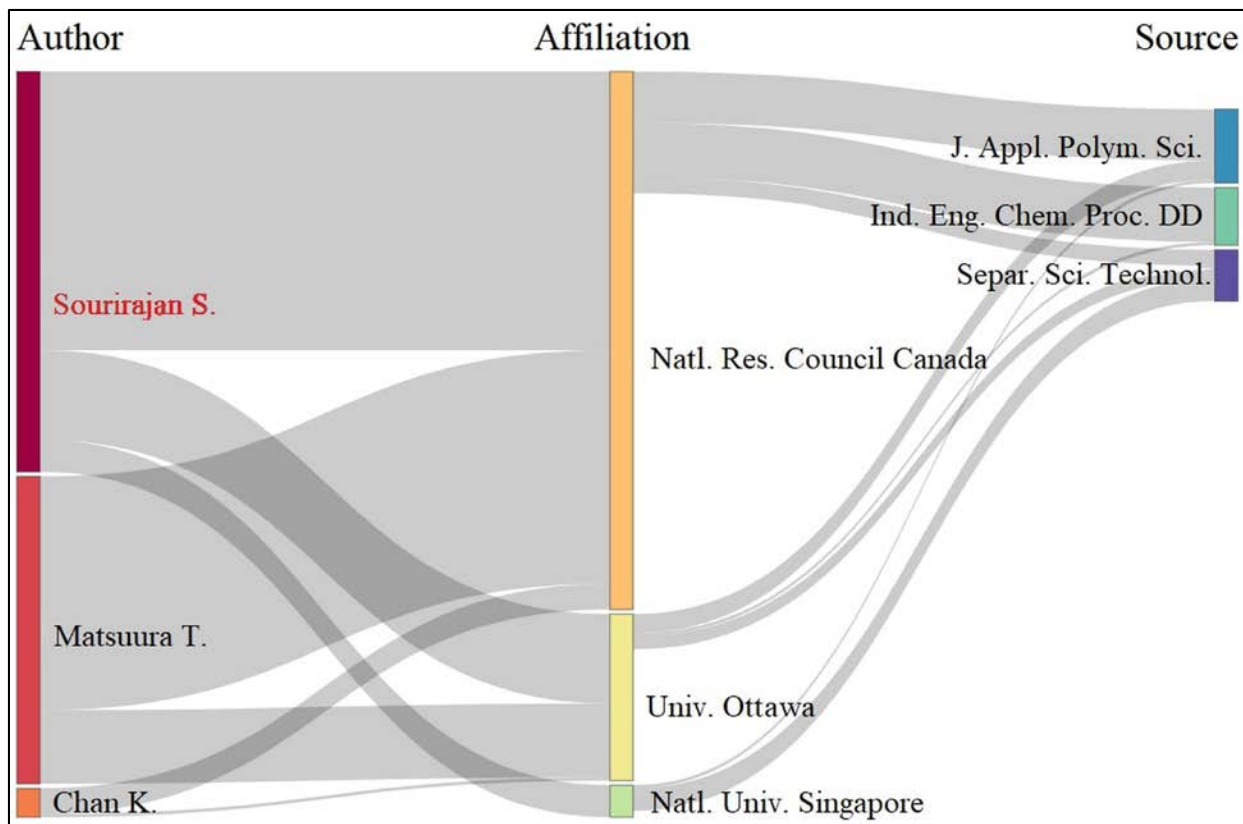 Author
Affiliation
Source
Sourirajan S.
Matsuura T.
Chan K.
Natl. Res. Council Canada
Univ. Ottawa
Natl. Univ. Singapore
J. Appl. Polym. Sci.
Ind. Eng. Chem. Proc. DD
Separ. Sci. Technol.